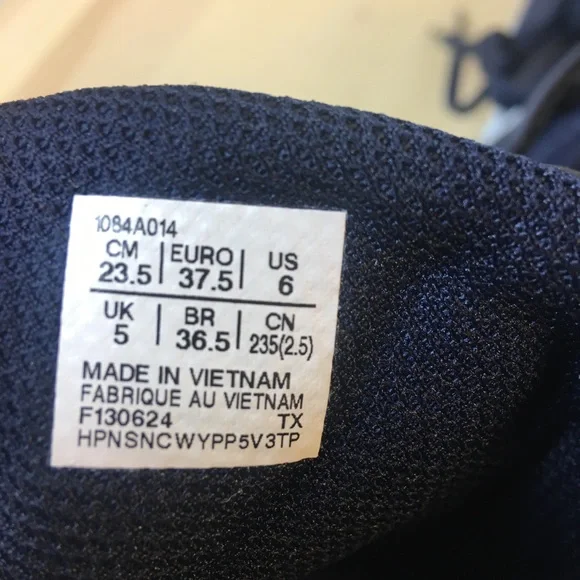 1084A014
CM | EURO | US
23.5 | 37.5 | 6
UK | BR | CN
5 | 36.5 | 235(2.5)
MADE IN VIETNAM
FABRIQUE AU VIETNAM
F130624 TX
HPNSNCWYPP5V3TP